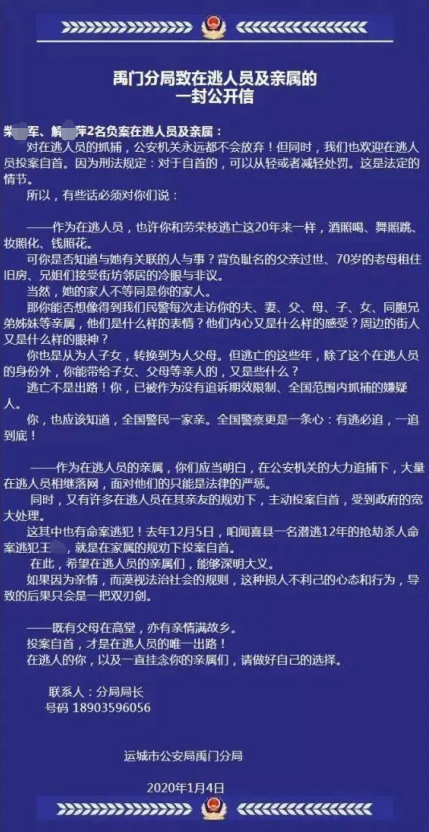 禹门分局致在逃人员及亲属的
一封公开信
柴军、解萍2名负案在逃人员及亲属：
对在逃人员的抓捕，公安机关永远都不会放弃！但同时，我们也欢迎在逃人
员投案自首。因为刑法规定：对于自首的，可以从轻或者减轻处罚。这是法定的
情节。
所以，有些话必须对你们说：
——作为在逃人员，也许你和劳荣枝逃亡这20年来一样，酒照喝、舞照跳、
妆照化、钱照花。
可你是否知道与她有关联的人与事？背负耻名的父亲过世、70岁的老母租住
旧房、兄姐们接受街坊邻居的冷眼与非议。
当然，她的家人不等同是你的家人。
那你能否想像得到我们民警每次走访你的夫、妻、父、母、子、女、同胞兄
弟姊妹等亲属，他们是什么样的表情？他们内心又是什么样的感受？周边的街人
又是什么样的眼神？
你也是从为人子女，转换到为人父母。但逃亡的这些年，除了这个在逃人员
的身份外，你能带给子女、父母等亲人的，又是些什么？
逃亡不是出路！你，已被作为没有追诉期效限制、全国范围内抓捕的嫌疑
人。
你，也应该知道，全国警民一家亲。全国警察更是一条心：有逃必追，一追
到底！
——作为在逃人员的亲属，你们应当明白，在公安机关的大力追捕下，大量
在逃人员相继落网，面对他们的只能是法律的严惩。
同时，又有许多在逃人员在其亲友的规劝下，主动投案自首，受到政府的宽
大处理。
这其中也有命案逃犯！去年12月5日，咱闻喜县一名潜逃12年的抢劫杀人命
案逃犯王，就是在家属的规劝下投案自首。
在此，希望在逃人员的亲属们，能够深明大义。
如果因为亲情，而漠视法治社会的规则，这种损人不利己的心态和行为，导
致的后果只会是一把双刃剑。
——既有父母在高堂，亦有亲情满故乡。
投案自首，才是在逃人员的唯一出路！
在逃人的你，以及一直挂念你的亲属们，请做好自己的选择。
联系人：分局局长
号码 18903596056
运城市公安局禹门分局
2020年1月4日